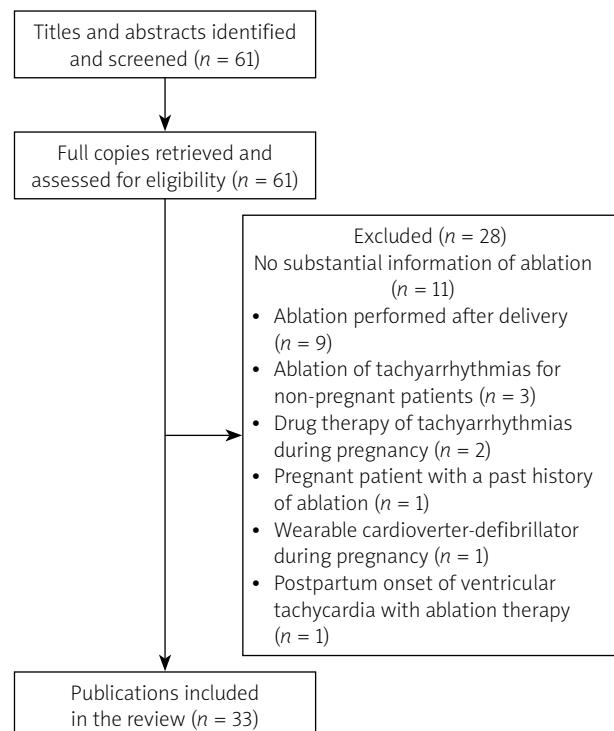 Titles and abstracts identified
and screened (n = 61)
Full copies retrieved and
assessed for eligibility (n = 61)
Excluded (n = 28)
No substantial information of ablation
(n = 11)
• Ablation performed after delivery
(n = 9)
• Ablation of tachyarrhythmias for
non-pregnant patients (n = 3)
• Drug therapy of tachyarrhythmias
during pregnancy (n = 2)
• Pregnant patient with a past history
of ablation (n = 1)
• Wearable cardioverter-defibrillator
during pregnancy (n = 1)
• Postpartum onset of ventricular
tachycardia with ablation therapy
(n = 1)
Publications included
in the review (n = 33)